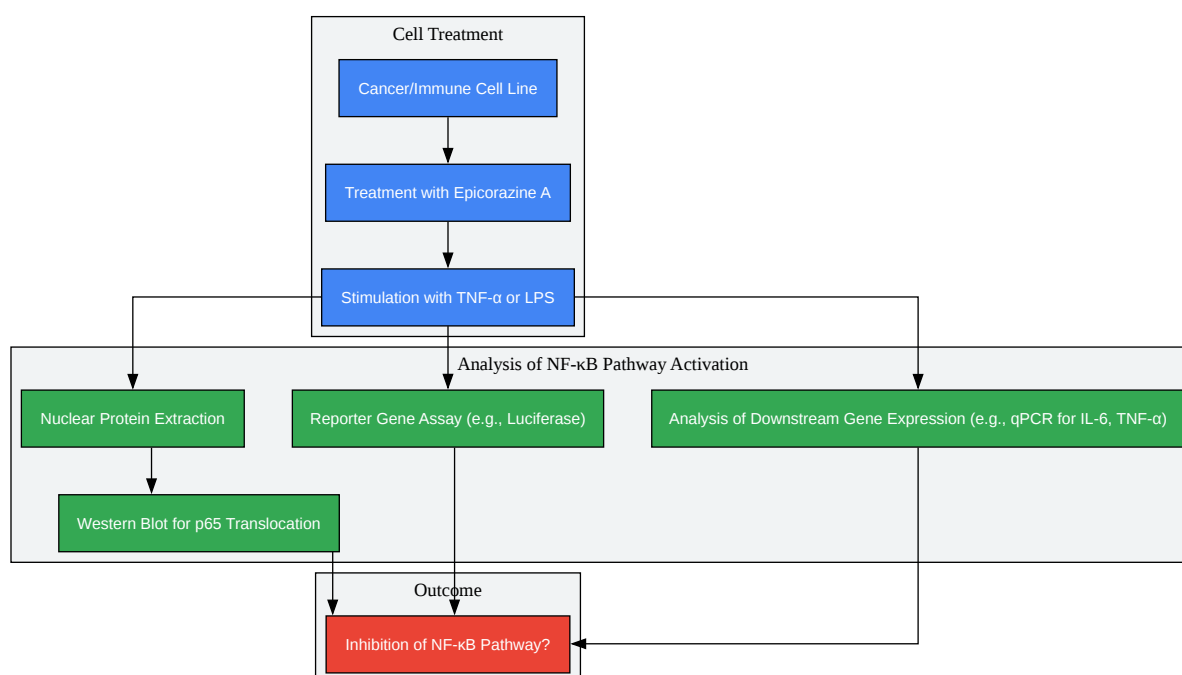 Cell Treatment
Cancer/Immune Cell Line
Treatment with Epicorazine A
Stimulation with TNF-α or LPS
Analysis of NF-κB Pathway Activation
Nuclear Protein Extraction
Reporter Gene Assay (e.g., Luciferase)
Analysis of Downstream Gene Expression (e.g., qPCR for IL-6, TNF-α)
Western Blot for p65 Translocation
Outcome
Inhibition of NF-κB Pathway?